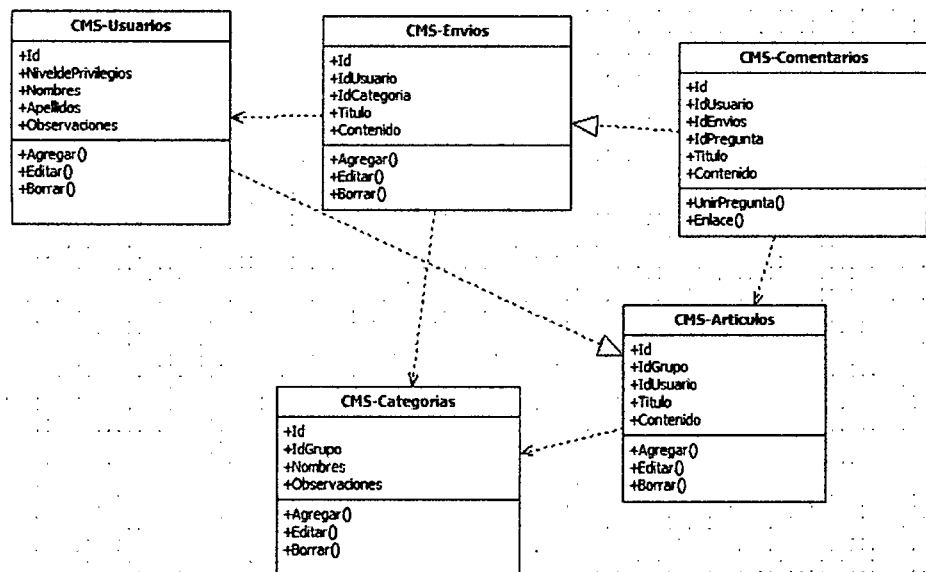 CMS-Usuarios
+Id
+NiveldePrivilegios
+Nombres
+Apellidos
+Observaciones
+Agregar()
+Editar()
+Borrar()
CMS-Envios
+Id
+IdUsuario
+IdCategoria
+Titulo
+Contenido
+Agregar()
+Editar()
+Borrar()
CMS-Comentarios
+Id
+IdUsuario
+IdEnvios
+IdPregunta
+Titulo
+Contenido
+UnirPregunta()
+Enlace()
CMS-Articulos
+Id
+IdGrupo
+IdUsuario
+Titulo
+Contenido
+Agregar()
+Editar()
+Borrar()
CMS-Categorias
+Id
+IdGrupo
+Nombres
+Observaciones
+Agregar()
+Editar()
+Borrar()